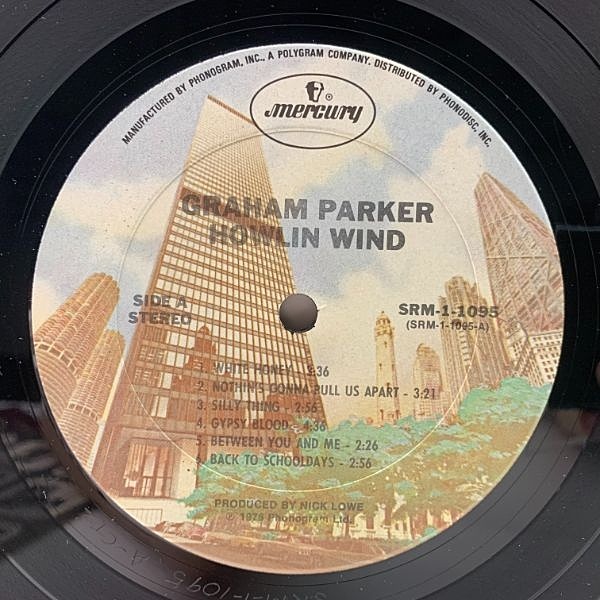 MANUFACTURED BY PHONOGRAM, INC., A POLYGRAM COMPANY. DISTRIBUTED BY PHONODISC, INC.
mercury
GRAHAM PARKER
HOWLIN WIND
SIDE A
STEREO
SRM-1-1095
(SRM-1-1095-A)
1. WHITE HONEY - 3:36
2. NOTHIN'S GONNA PULL US APART - 3:21
3. SILLY THING - 2:56
4. GYPSY BLOOD - 4:36
5. BETWEEN YOU AND ME - 2:26
6. BACK TO SCHOOLDAYS - 2:56
PRODUCED BY NICK LOWE
℗ 1976 Phonogram Ltd.